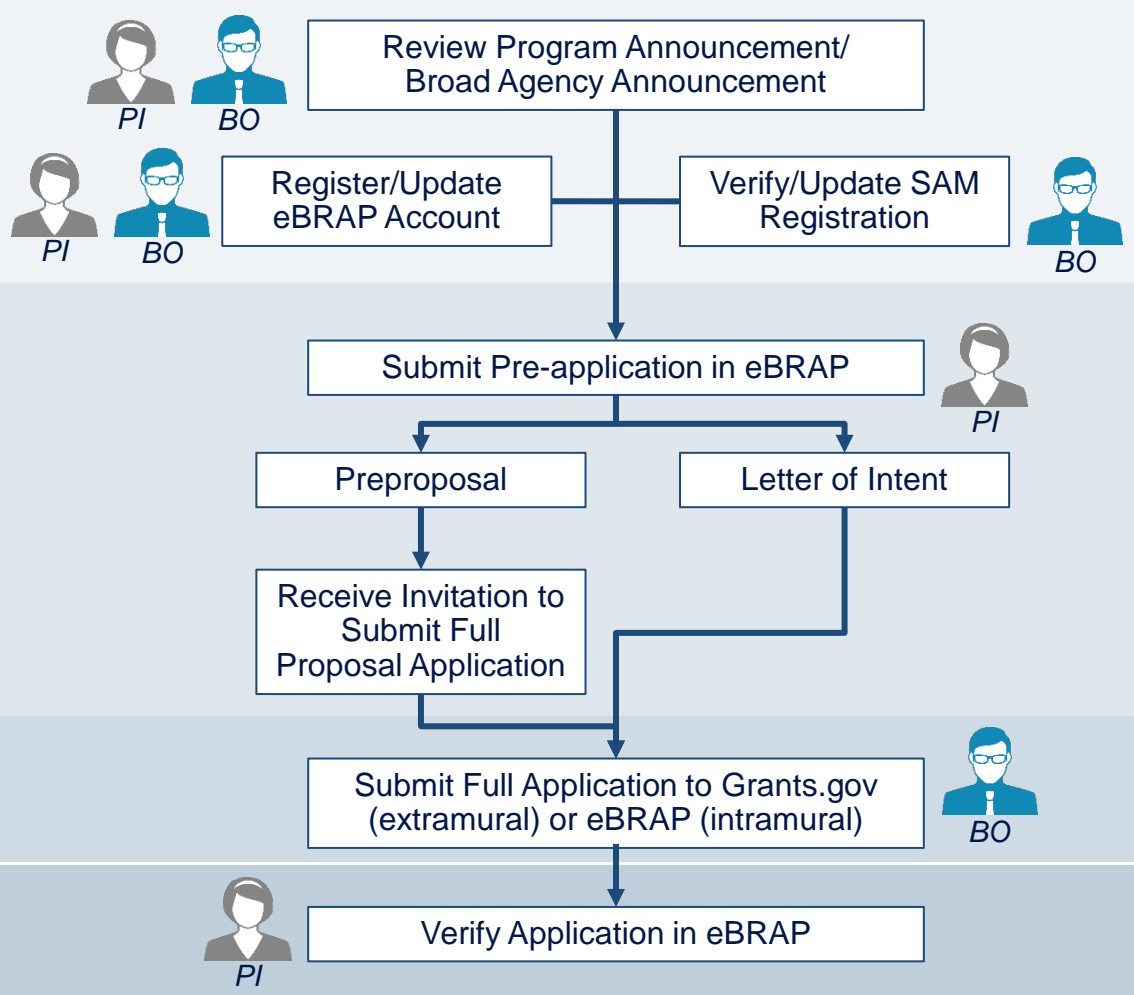 Review Program Announcement/
Broad Agency Announcement
PI
BO
Register/Update
eBRAP Account
Verify/Update SAM
Registration
PI
BO
BO
Submit Pre-application in eBRAP
PI
Preproposal
Letter of Intent
Receive Invitation to
Submit Full
Proposal Application
Submit Full Application to Grants.gov
(extramural) or eBRAP (intramural)
BO
Verify Application in eBRAP
PI